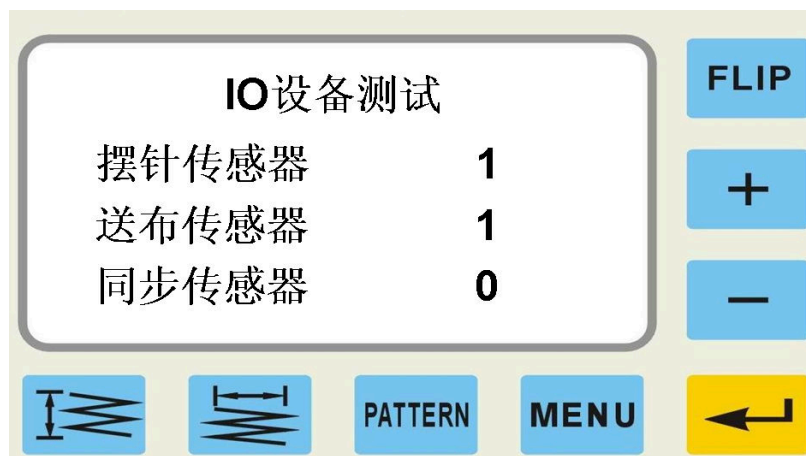 IO设备测试
摆针传感器 1
送布传感器 1
同步传感器 0
FLIP
+
−
PATTERN
MENU